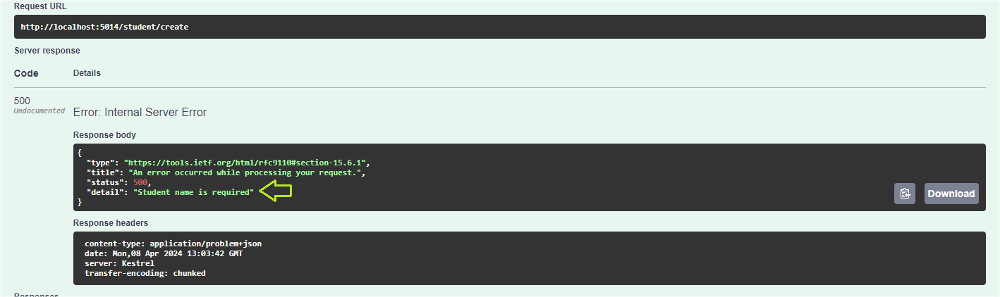 Request URL
http://localhost:5014/student/create
Server response
Code Details
500
Undocumented
Error: Internal Server Error
Response body
{
"type": "https://tools.ietf.org/html/rfc9110#section-15.6.1",
"title": "An error occurred while processing your request.",
"status": 500,
"detail": "Student name is required"
}
Download
Response headers
content-type: application/problem+json
date: Mon,08 Apr 2024 13:03:42 GMT
server: Kestrel
transfer-encoding: chunked
Responses